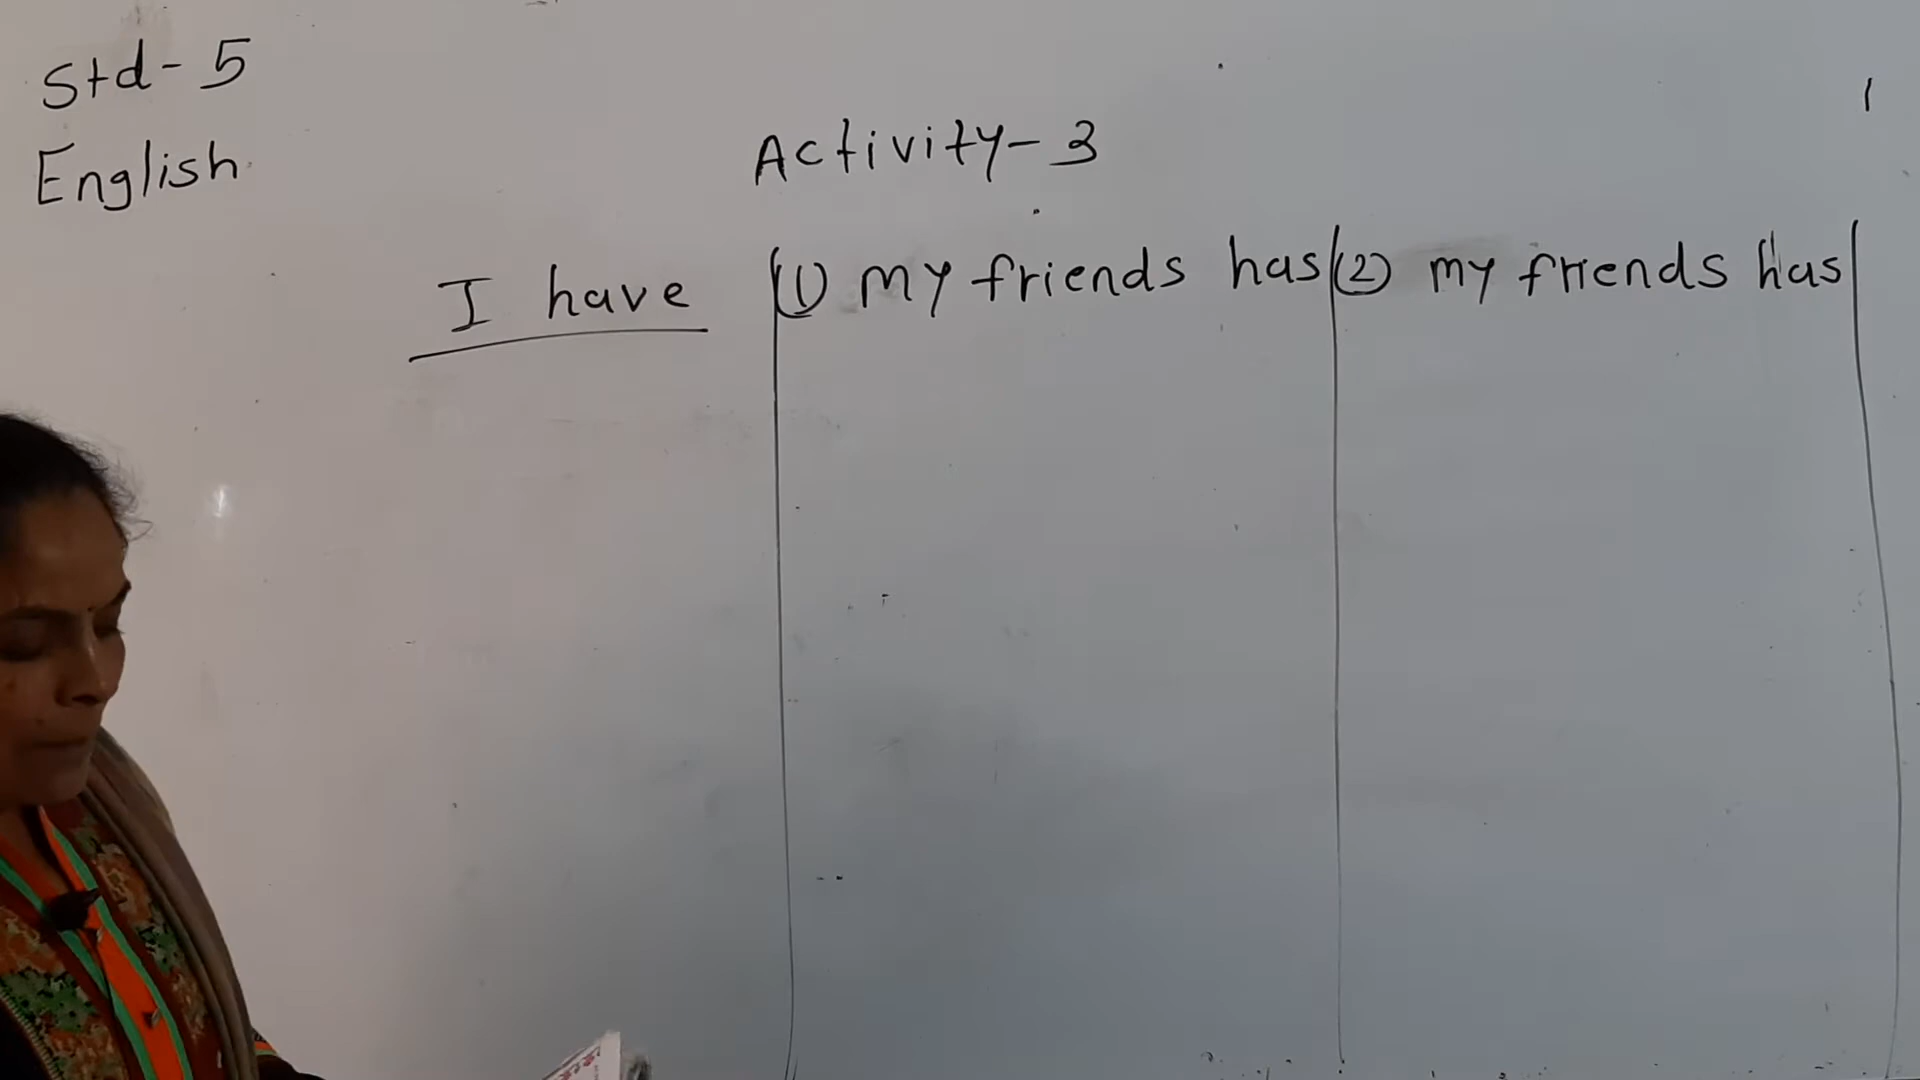 Std-5
English
Activity-3
I have (1) my friends has (2) my friends has